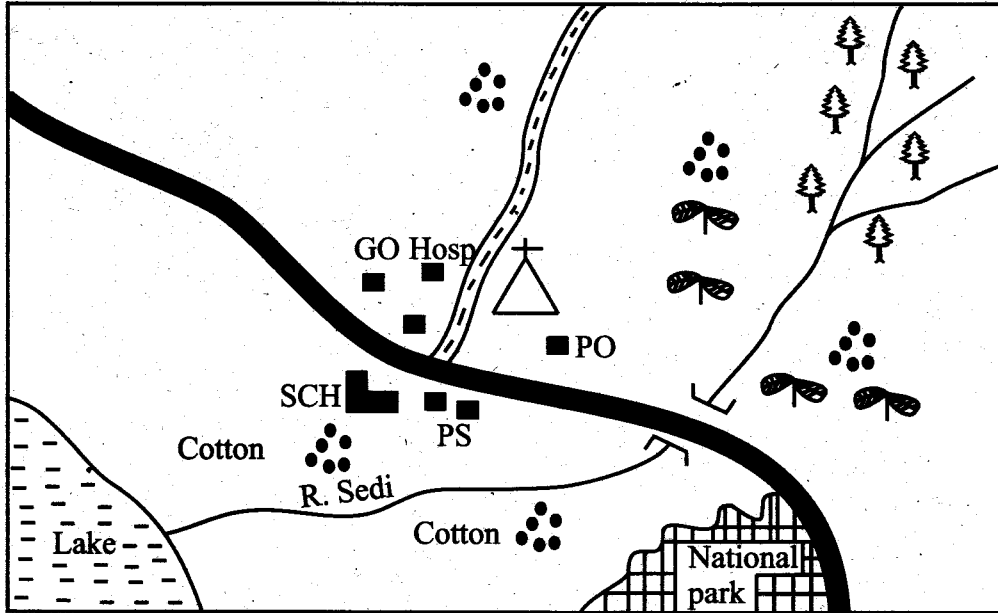 GO Hosp
PO
SCH
PS
Cotton
R. Sedi
Cotton
Lake
National
park